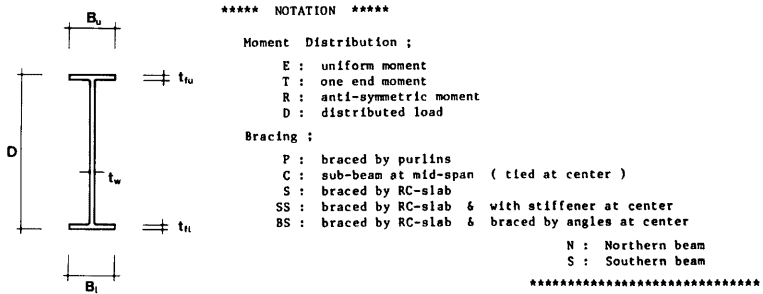 ***** NOTATION *****
Moment Distribution ;
E : uniform moment
T : one end moment
R : anti-symmetric moment
D : distributed load
Bracing ;
P : braced by purlins
C : sub-beam at mid-span ( tied at center )
S : braced by RC-slab
SS : braced by RC-slab & with stiffener at center
BS : braced by RC-slab & braced by angles at center
N : Northern beam
S : Southern beam
******************************
Bu
tfu
D
tw
tfl
Bl